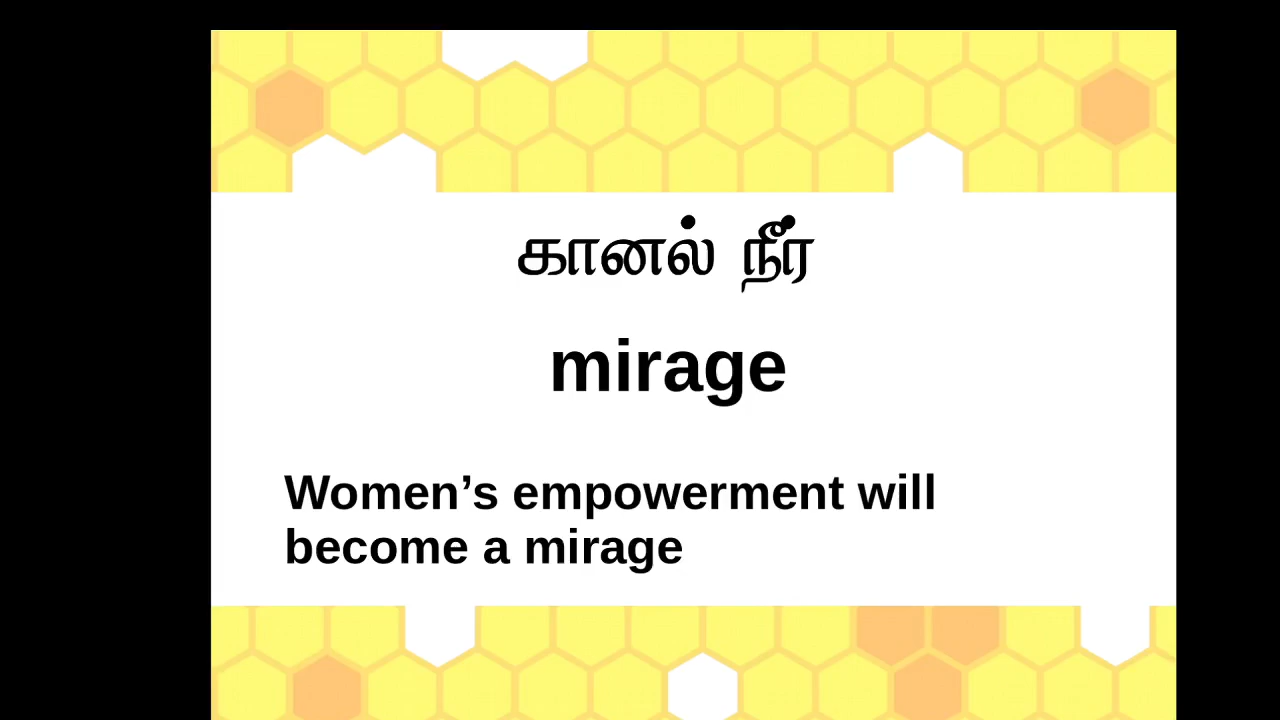 கானல் நீர்
mirage
Women’s empowerment will
become a mirage